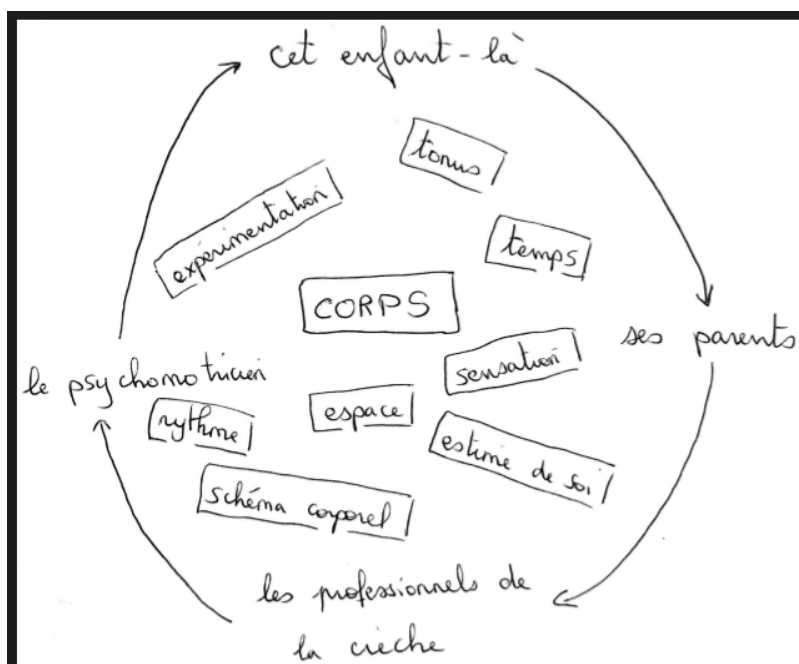 cet enfant-là
tonus
expérimentation
temps
CORPS
ses parents
sensation
le psychomotricien
espace
rythme
estime de soi
schéma corporel
les professionnels de
la crèche